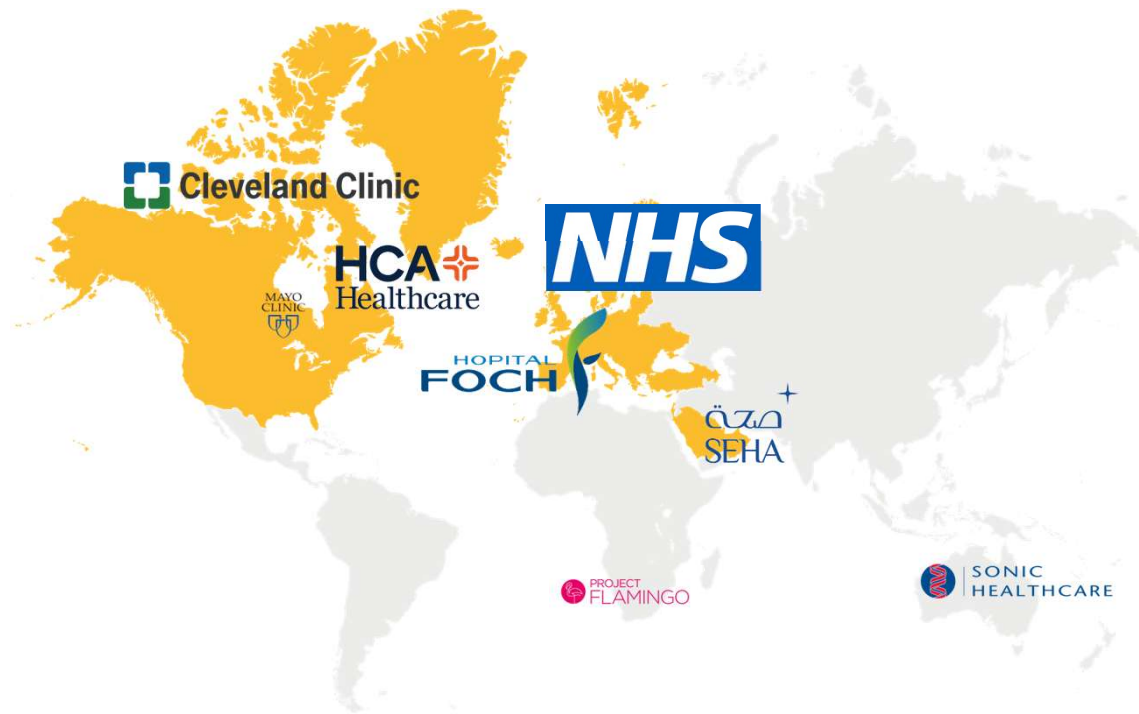 Cleveland Clinic
NHS
HCA
Healthcare
MAYO
CLINIC
HOPITAL
FOCH
صحة
SEHA
PROJECT
FLAMINGO
SONIC
HEALTHCARE